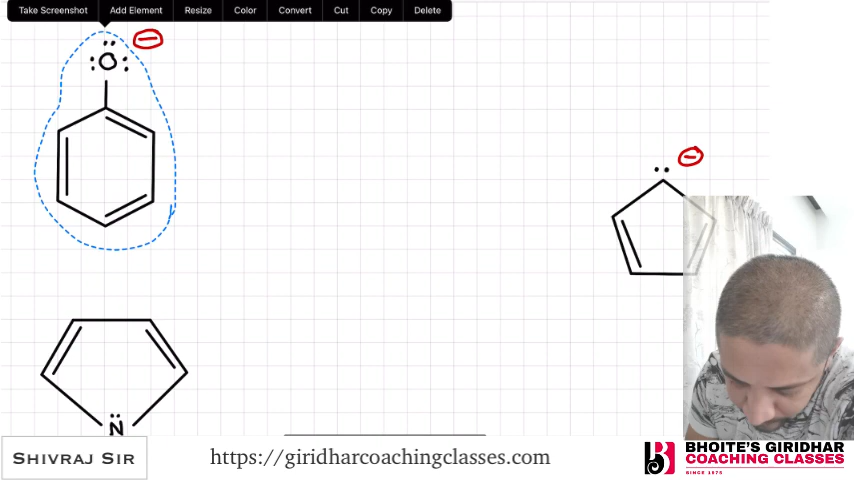 Take Screenshot Add Element Resize Color Convert Cut Copy Delete
O
N
SHIVRAJ SIR
https://giridharcoachingclasses.com
BHOITE'S GIRIDHAR
COACHING CLASSES
SINCE 1975